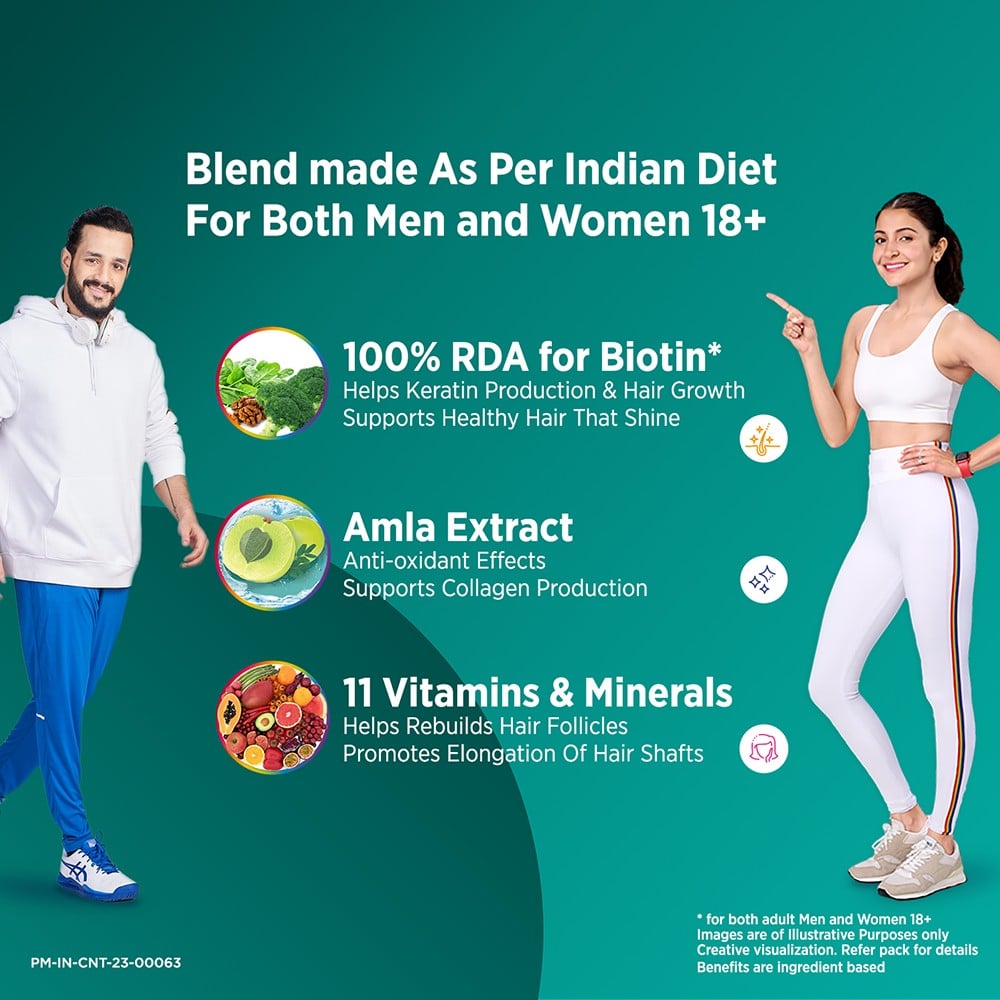 Blend made As Per Indian Diet
For Both Men and Women 18+
100% RDA for Biotin*
Helps Keratin Production & Hair Growth
Supports Healthy Hair That Shine
Amla Extract
Anti-oxidant Effects
Supports Collagen Production
11 Vitamins & Minerals
Helps Rebuilds Hair Follicles
Promotes Elongation Of Hair Shafts
* for both adult Men and Women 18+
Images are of Illustrative Purposes only
Creative visualization. Refer pack for details
Benefits are ingredient based
PM-IN-CNT-23-00063